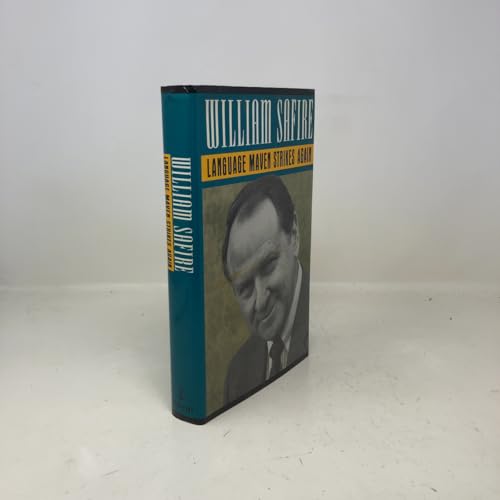 WILLIAM SAFIRE
LANGUAGE MAVEN STRIKES AGAIN
WILLIAM SAFIRE
LANGUAGE MAVEN STRIKES AGAIN